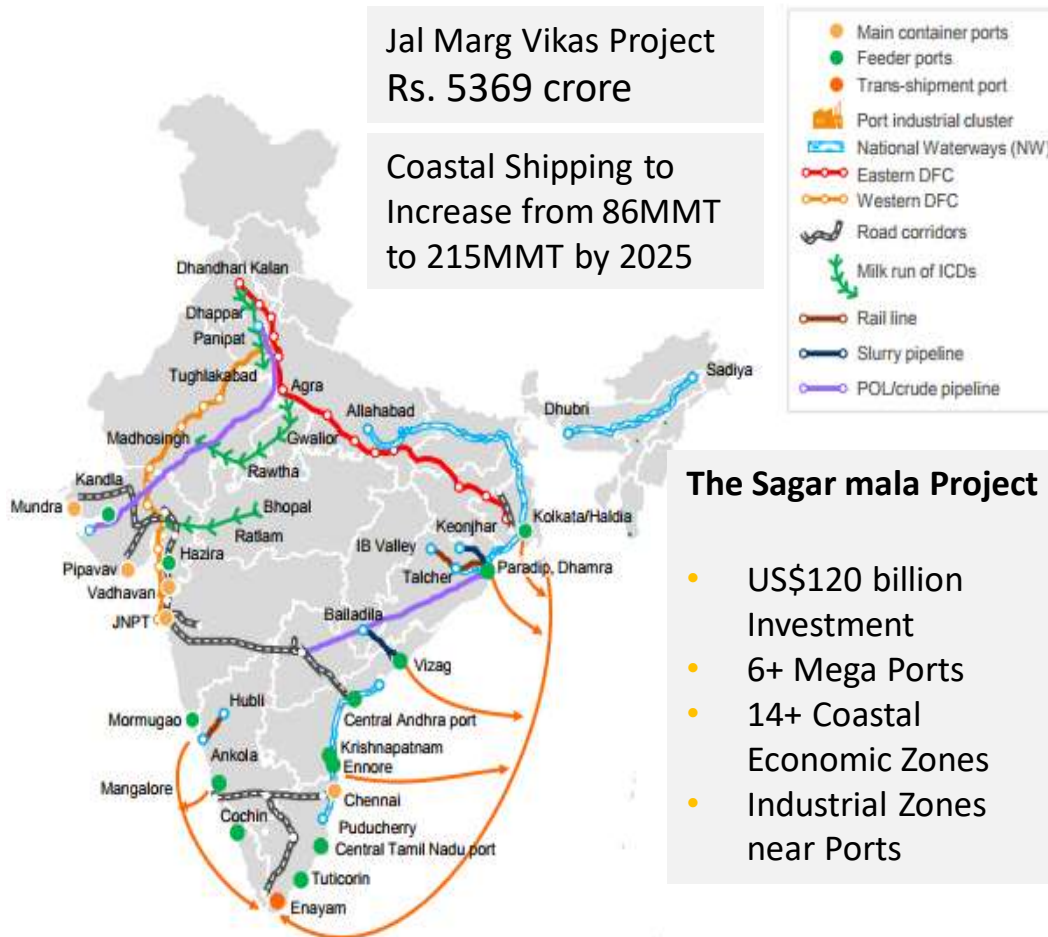 Jal Marg Vikas Project
Rs. 5369 crore
Coastal Shipping to
Increase from 86MMT
to 215MMT by 2025
Main container ports
Feeder ports
Trans-shipment port
Port industrial cluster
National Waterways (NW)
Eastern DFC
Western DFC
Road corridors
Milk run of ICDs
Rail line
Slurry pipeline
POL/crude pipeline
Dhandhari Kalan
Dhappar
Panipat
Tughlakabad
Agra
Allahabad
Dhubri
Sadiya
Madhosingh
Gwalior
Rawtha
Kandla
Mundra
Bhopal
Ratlam
Hazira
Pipavav
Vadhavan
JNPT
Keonjhar
Kolkata/Haldia
IB Valley
Talcher
Paradip, Dhamra
Bailadila
Vizag
Hubli
Mormugao
Central Andhra port
Ankola
Krishnapatnam
Ennore
Mangalore
Chennai
Cochin
Puducherry
Central Tamil Nadu port
Tuticorin
Enayam
The Sagar mala Project
• US$120 billion
Investment
• 6+ Mega Ports
• 14+ Coastal
Economic Zones
• Industrial Zones
near Ports